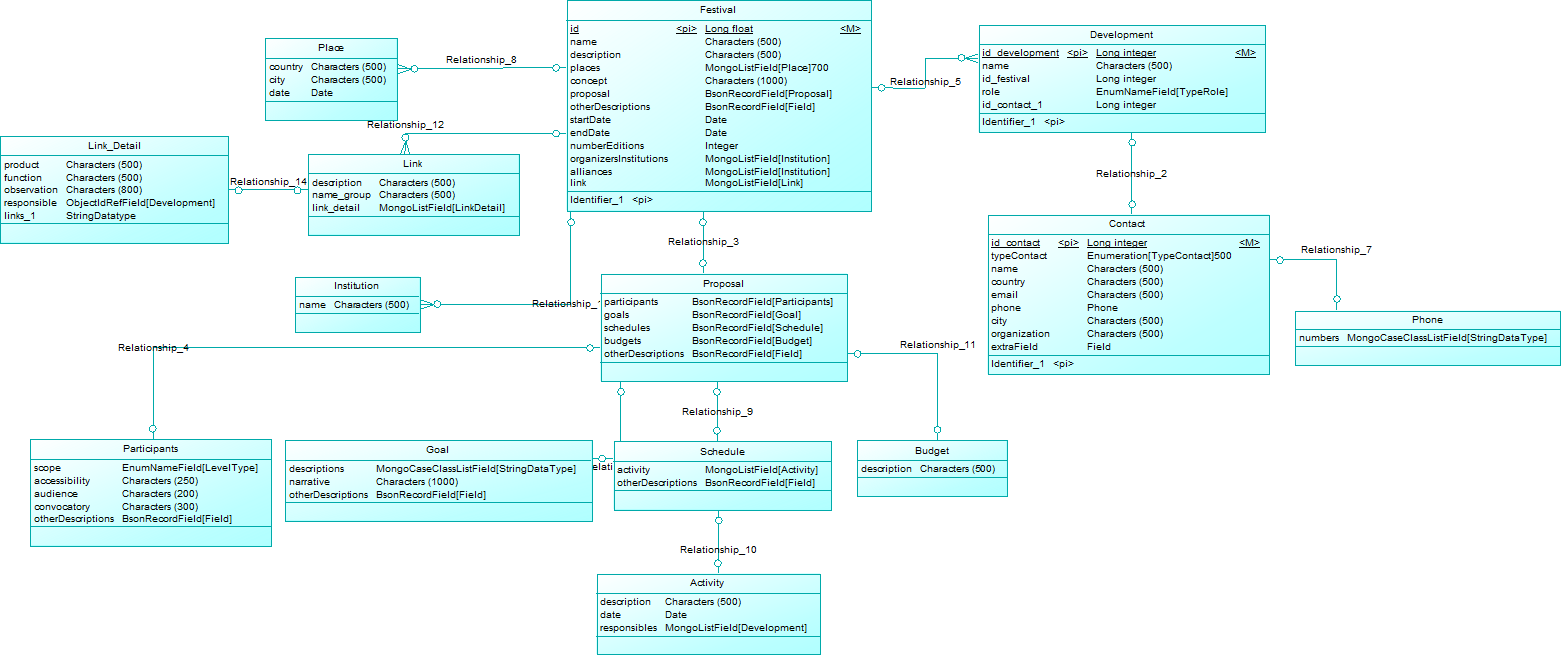 Festival
id <pi> Long float <M>
name Characters (500)
description Characters (500)
places MongoListField[Place]700
concept Characters (1000)
proposal BsonRecordField[Proposal]
otherDescriptions BsonRecordField[Field]
startDate Date
endDate Date
numberEditions Integer
organizersInstitutions MongoListField[Institution]
alliances MongoListField[Institution]
link MongoListField[Link]
Identifier_1 <pi>
Development
id_development <pi> Long integer <M>
name Characters (500)
id_festival Long integer
role EnumNameField[TypeRole]
id_contact_1 Long integer
Identifier_1 <pi>
Place
country Characters (500)
city Characters (500)
date Date
Relationship_8
Relationship_5
Relationship_12
Link_Detail
product Characters (500)
function Characters (500)
observation Characters (800)
responsible ObjectIdRefField[Development]
links_1 StringDatatype
Relationship_14
Link
description Characters (500)
name_group Characters (500)
link_detail MongoListField[LinkDetail]
Relationship_2
Contact
id_contact <pi> Long integer <M>
typeContact Enumeration[TypeContact]500
name Characters (500)
country Characters (500)
email Characters (500)
phone Phone
city Characters (500)
organization Characters (500)
extraField Field
Identifier_1 <pi>
Relationship_7
Phone
numbers MongoCaseClassListField[StringDataType]
Relationship_3
Institution
name Characters (500)
Relationship_
Proposal
participants BsonRecordField[Participants]
goals BsonRecordField[Goal]
schedules BsonRecordField[Schedule]
budgets BsonRecordField[Budget]
otherDescriptions BsonRecordField[Field]
Relationship_4
Relationship_11
Relationship_9
Participants
scope EnumNameField[LevelType]
accessibility Characters (250)
audience Characters (200)
convocatory Characters (300)
otherDescriptions BsonRecordField[Field]
Goal
descriptions MongoCaseClassListField[StringDataType]
narrative Characters (1000)
otherDescriptions BsonRecordField[Field]
elati
Schedule
activity MongoListField[Activity]
otherDescriptions BsonRecordField[Field]
Budget
description Characters (500)
Relationship_10
Activity
description Characters (500)
date Date
responsibles MongoListField[Development]